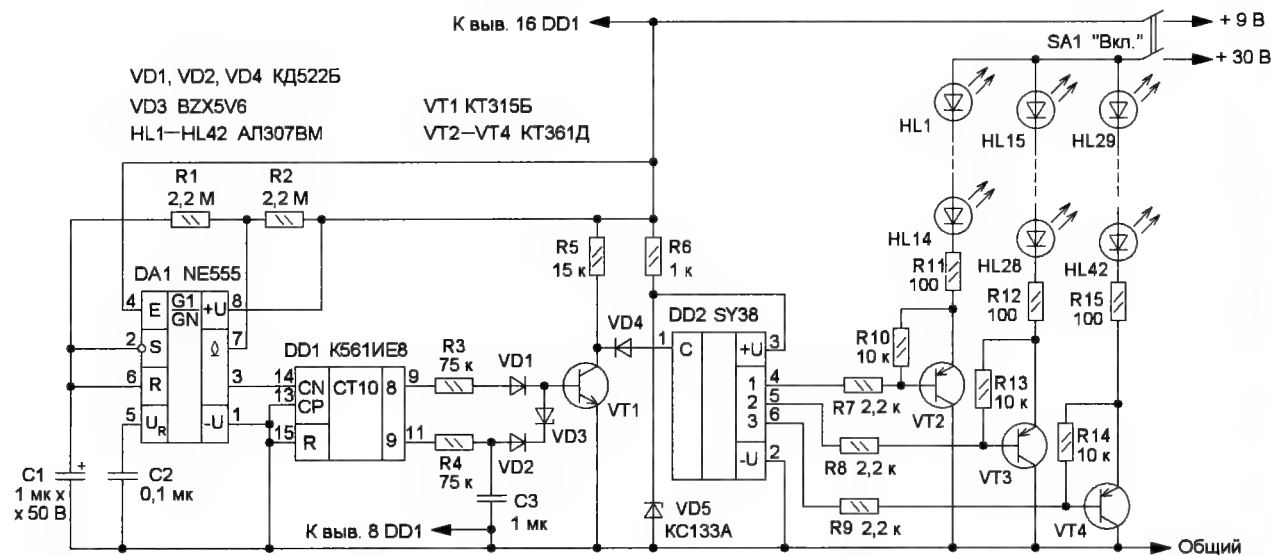 К выв. 16 DD1
+ 9 В
SA1 "Вкл."
+ 30 В
VD1, VD2, VD4 КД522Б
VD3 BZX5V6
HL1—HL42 АЛ307ВМ
VT1 КТ315Б
VT2—VT4 КТ361Д
HL1
HL15
HL29
R1
2,2 М
R2
2,2 М
R5
15 к
R6
1 к
HL14
HL28
HL42
R11
100
R12
100
R15
100
DA1 NE555
4 E G1 +U 8
GN
2 S 7
6 R 3
5 UR -U 1
DD1 К561ИЕ8
14 CN CT10 8 9
13 CP
15 R 9 11
R3
75 к
VD1
R4
75 к
VD2
VD3
VD4
VT1
DD2 SY38
1 C +U 3
1 4
2 5
3 6
-U 2
R10
10 к
R7 2,2 к
VT2
R13
10 к
R8 2,2 к
VT3
R14
10 к
R9 2,2 к
VT4
C1
1 мк х
х 50 В
+
C2
0,1 мк
C3
1 мк
VD5
КС133А
К выв. 8 DD1
Общий